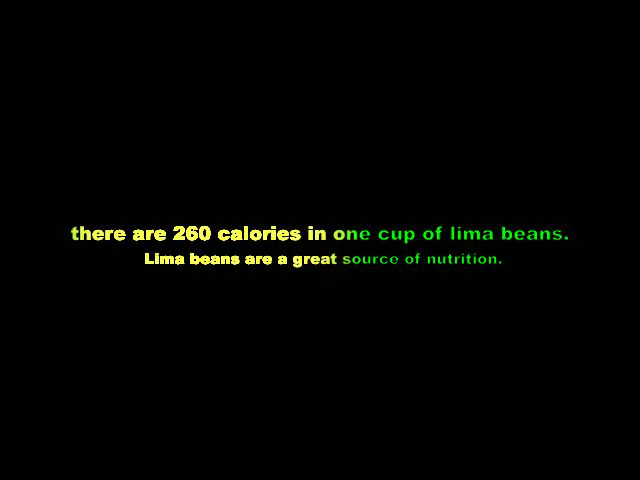 there are 260 calories in one cup of lima beans.
Lima beans are a great source of nutrition.